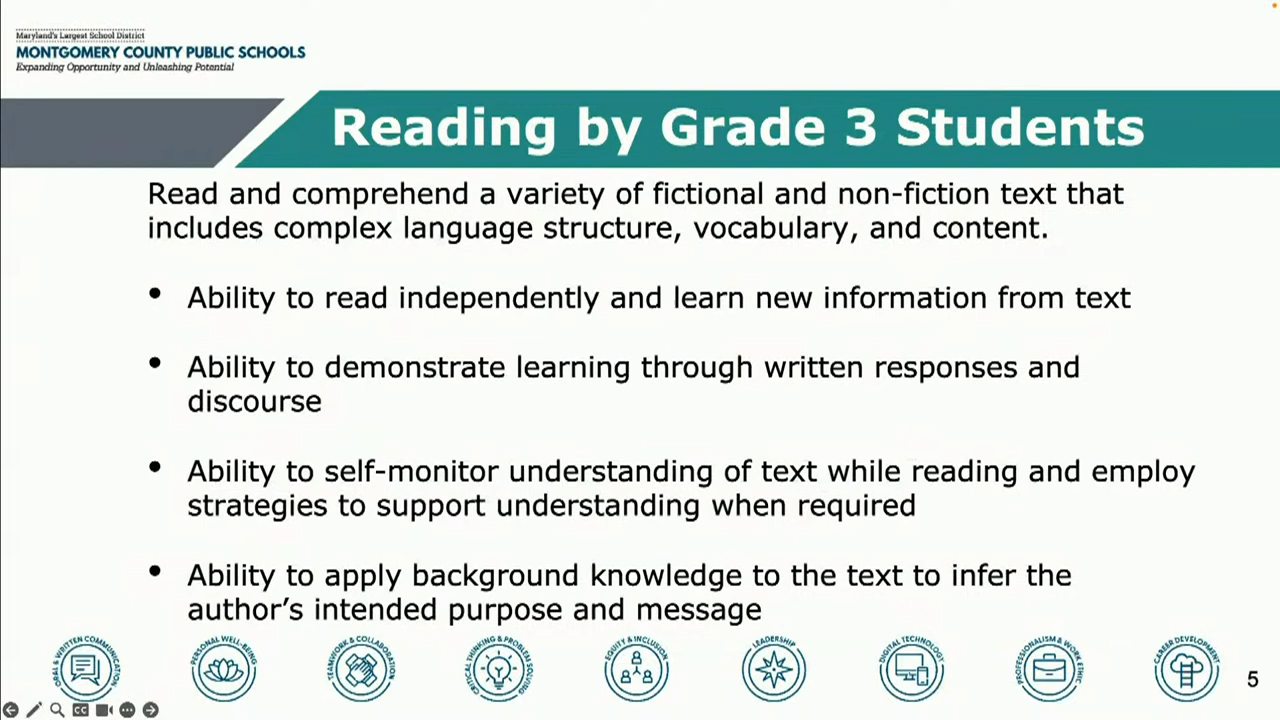 Maryland's Largest School District
MONTGOMERY COUNTY PUBLIC SCHOOLS
Expanding Opportunity and Unleashing Potential
Reading by Grade 3 Students
Read and comprehend a variety of fictional and non-fiction text that
includes complex language structure, vocabulary, and content.
• Ability to read independently and learn new information from text
• Ability to demonstrate learning through written responses and
discourse
• Ability to self-monitor understanding of text while reading and employ
strategies to support understanding when required
• Ability to apply background knowledge to the text to infer the
author's intended purpose and message
ORAL & WRITTEN COMMUNICATION
PERSONAL WELL-BEING
TEAMWORK & COLLABORATION
CRITICAL THINKING & PROBLEM SOLVING
EQUITY & INCLUSION
LEADERSHIP
DIGITAL TECHNOLOGY
PROFESSIONALISM & WORK ETHIC
CAREER DEVELOPMENT
5
CC